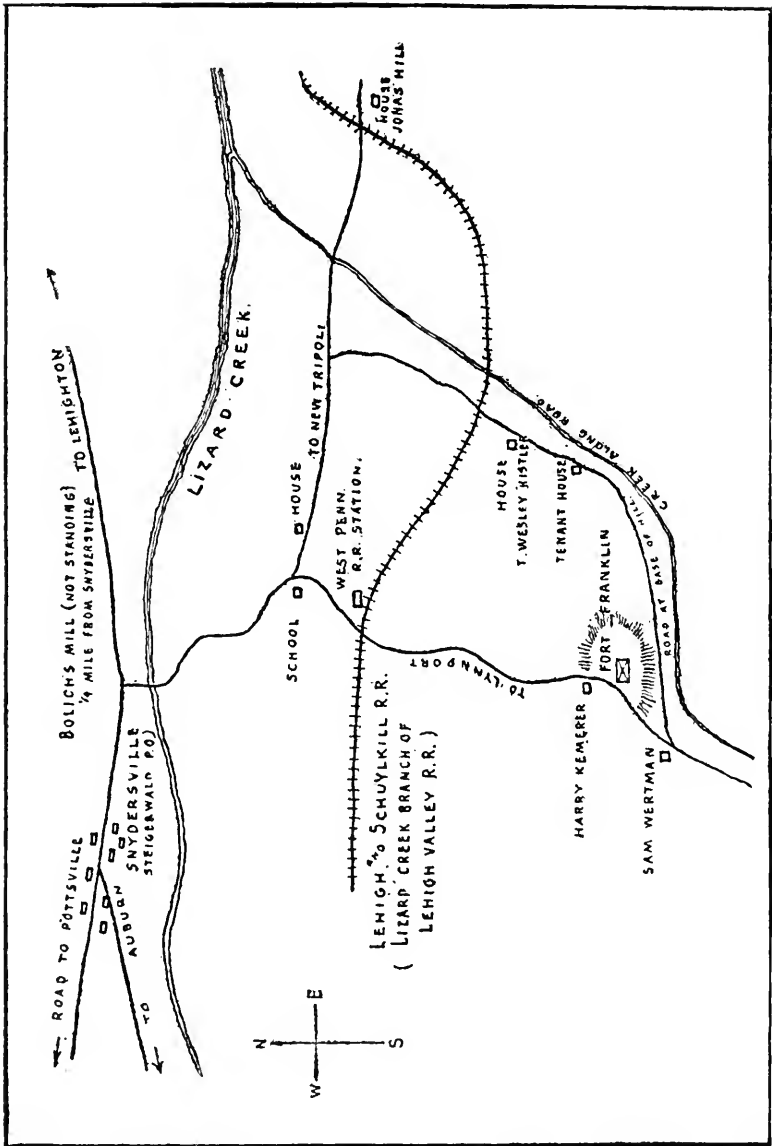 ROAD TO POTTSVILLE
TO AUBURN
SNYDERSVILLE
STEIGERWALD P.O.)
BOLICH'S MILL (NOT STANDING)
1/4 MILE FROM SNYDERSVILLE
TO LEHIGHTON
LIZARD CREEK.
HOUSE
SCHOOL
TO NEW TRIPOLI
HOUSE
JONAS' HILL
WEST PENN.
R.R. STATION.
LEHIGH AND SCHUYLKILL R.R.
( LIZARD CREEK BRANCH OF
LEHIGH VALLEY R.R. )
TO LYNNPORT
HOUSE
T. WESLEY KISTLER
TENANT HOUSE
CREEK ALONG ROAD
ROAD AT BASE OF HILL.
FORT FRANKLIN
HARRY KEMERER
SAM WERTMAN
N
W E
S